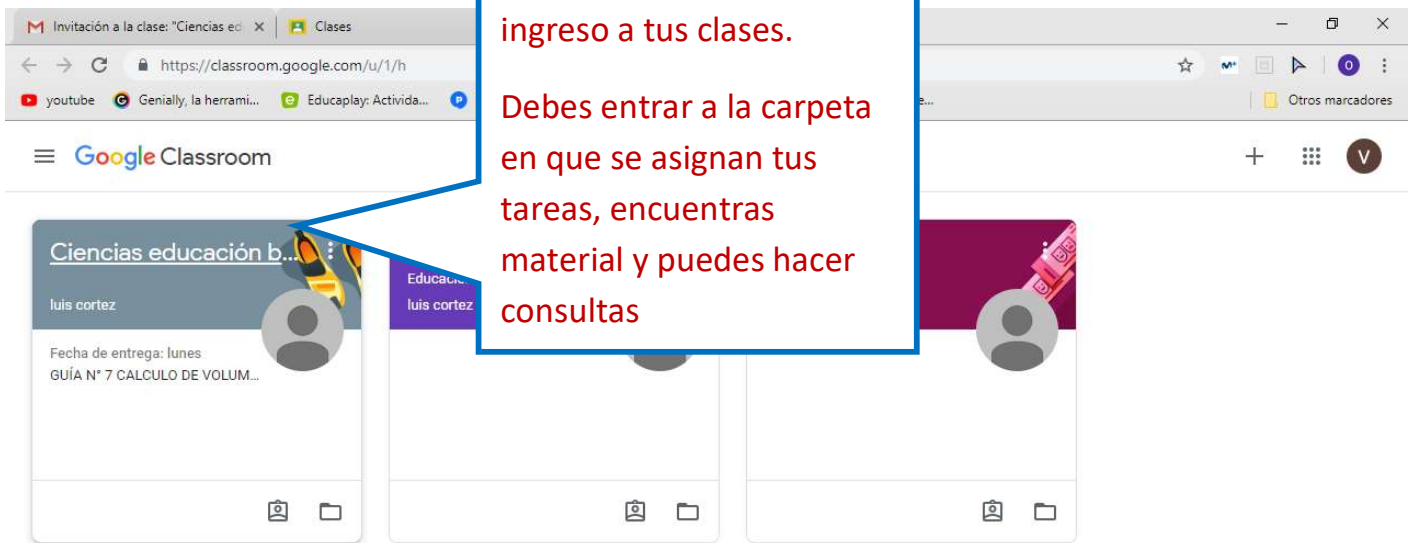 Invitación a la clase: "Ciencias ed
Clases
https://classroom.google.com/u/1/h
youtube
Genially, la herrami...
Educaplay: Activida...
Otros marcadores
ingreso a tus clases.
Debes entrar a la carpeta
en que se asignan tus
tareas, encuentras
material y puedes hacer
consultas
Google Classroom
V
Ciencias educación b...
luis cortez
Fecha de entrega: lunes
GUÍA N° 7 CALCULO DE VOLUM...
luis cortez